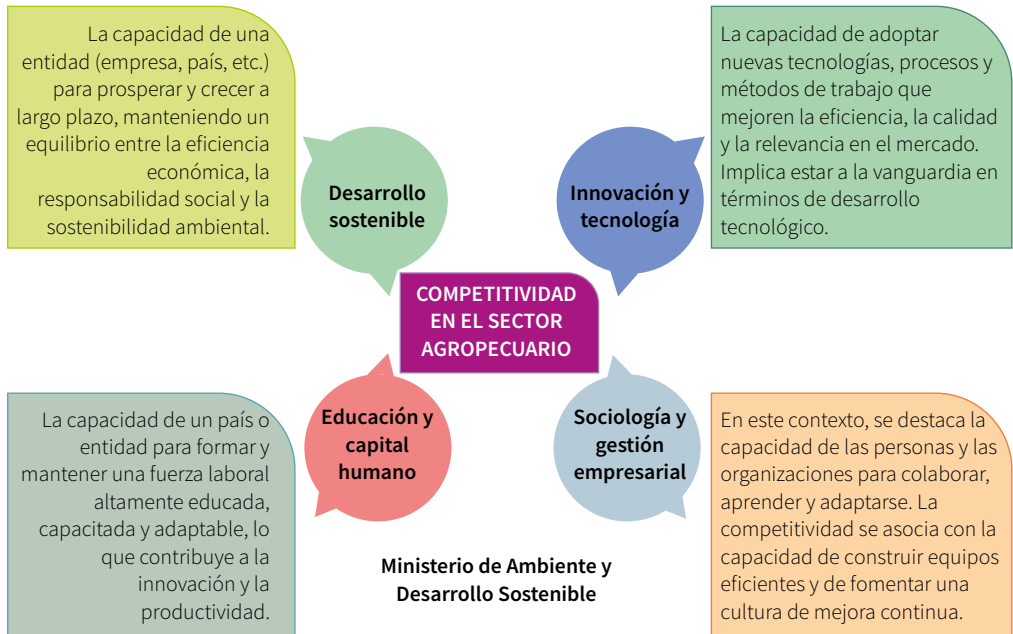 La capacidad de una
entidad (empresa, país, etc.)
para prosperar y crecer a
largo plazo, manteniendo un
equilibrio entre la eficiencia
económica, la
responsabilidad social y la
sostenibilidad ambiental.
Desarrollo
sostenible
Innovación y
tecnología
La capacidad de adoptar
nuevas tecnologías, procesos y
métodos de trabajo que
mejoren la eficiencia, la calidad
y la relevancia en el mercado.
Implica estar a la vanguardia en
términos de desarrollo
tecnológico.
COMPETITIVIDAD
EN EL SECTOR
AGROPECUARIO
La capacidad de un país o
entidad para formar y
mantener una fuerza laboral
altamente educada,
capacitada y adaptable, lo
que contribuye a la
innovación y la
productividad.
Educación y
capital
humano
Sociología y
gestión
empresarial
En este contexto, se destaca la
capacidad de las personas y las
organizaciones para colaborar,
aprender y adaptarse. La
competitividad se asocia con la
capacidad de construir equipos
eficientes y de fomentar una
cultura de mejora continua.
Ministerio de Ambiente y
Desarrollo Sostenible